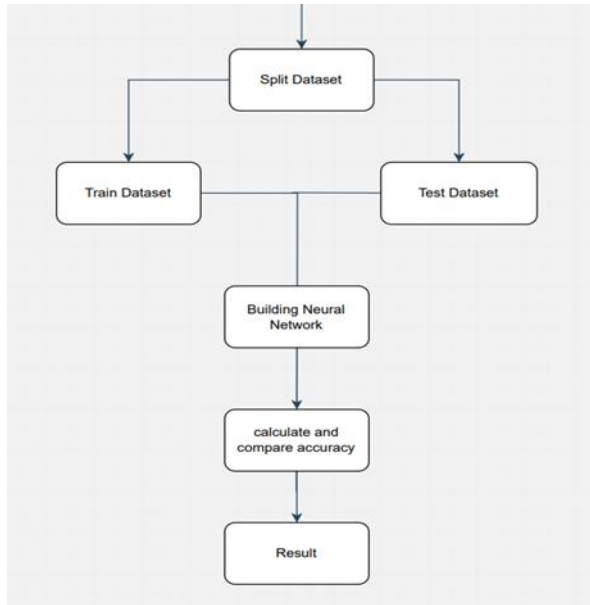 Split Dataset
Train Dataset
Test Dataset
Building Neural
Network
calculate and
compare accuracy
Result